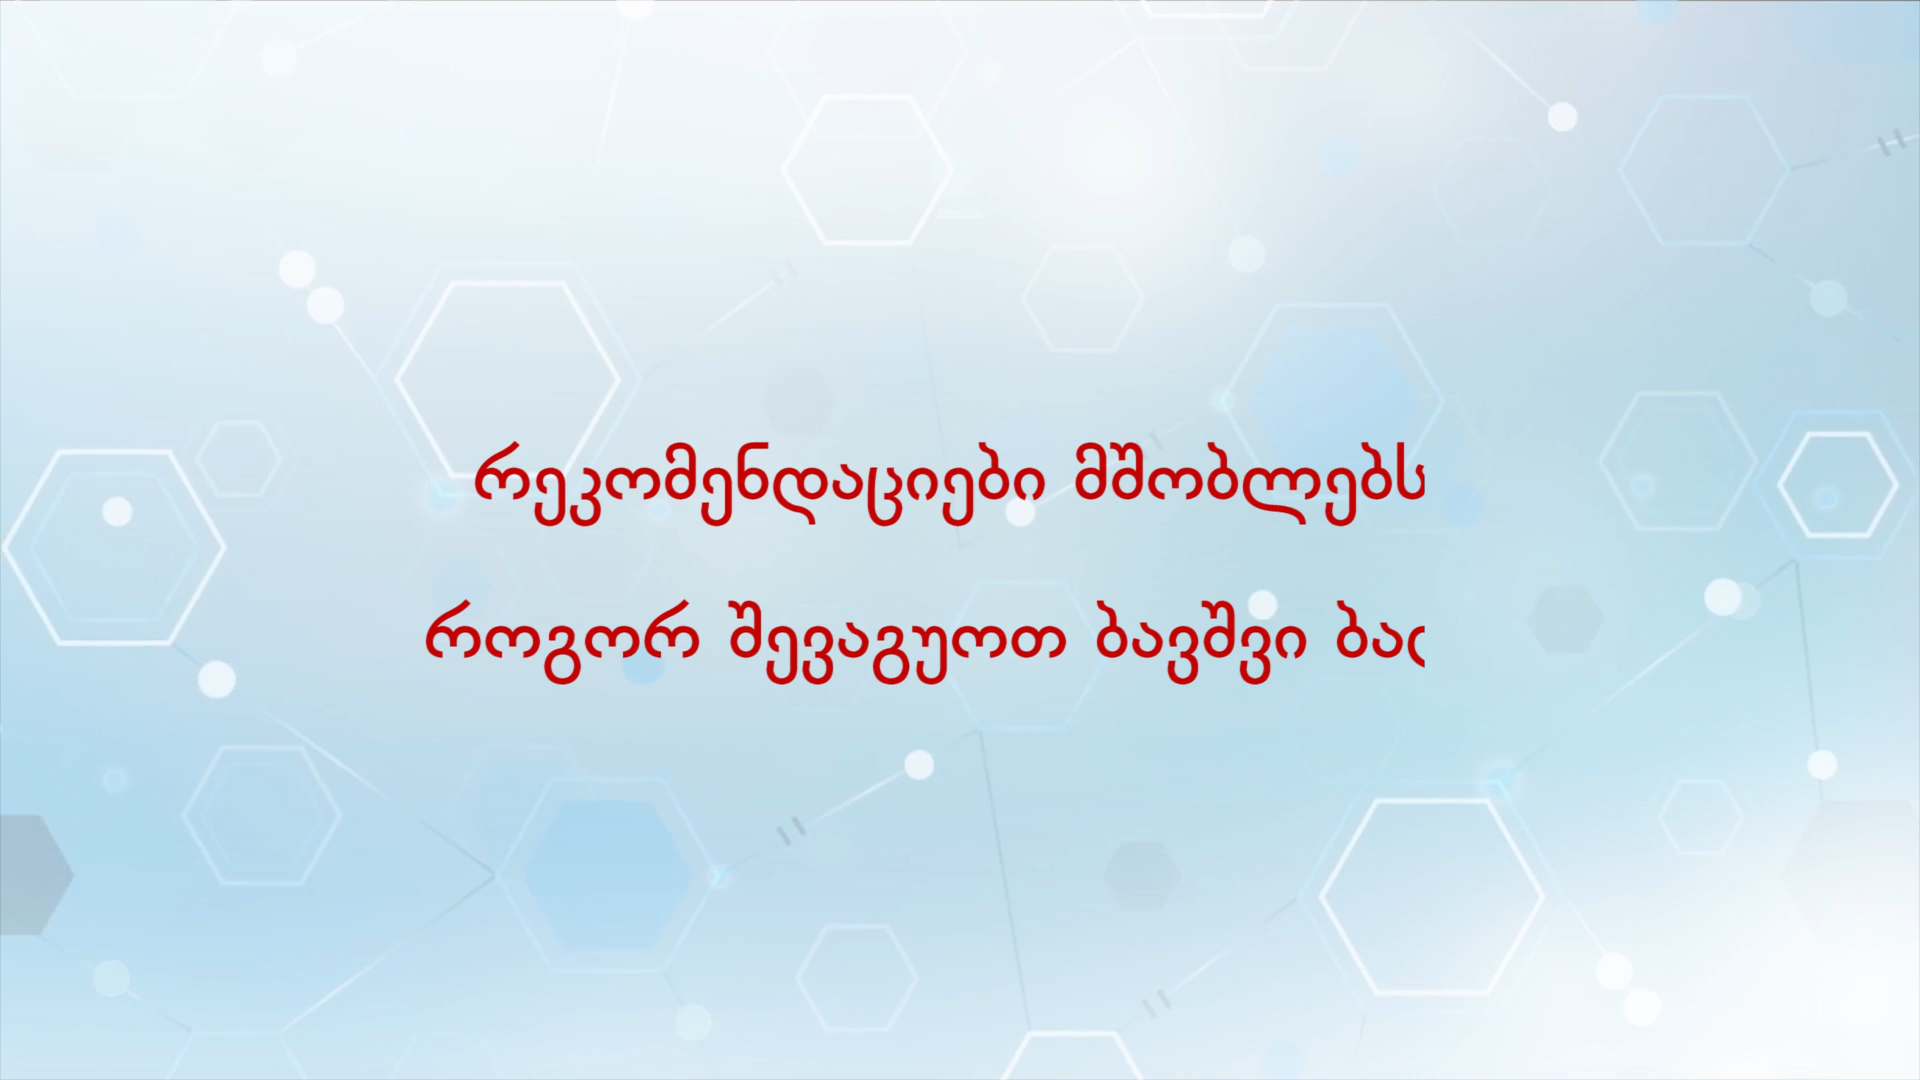 რეკომენდაციები მშობლებს
როგორ შევაგუოთ ბავშვი